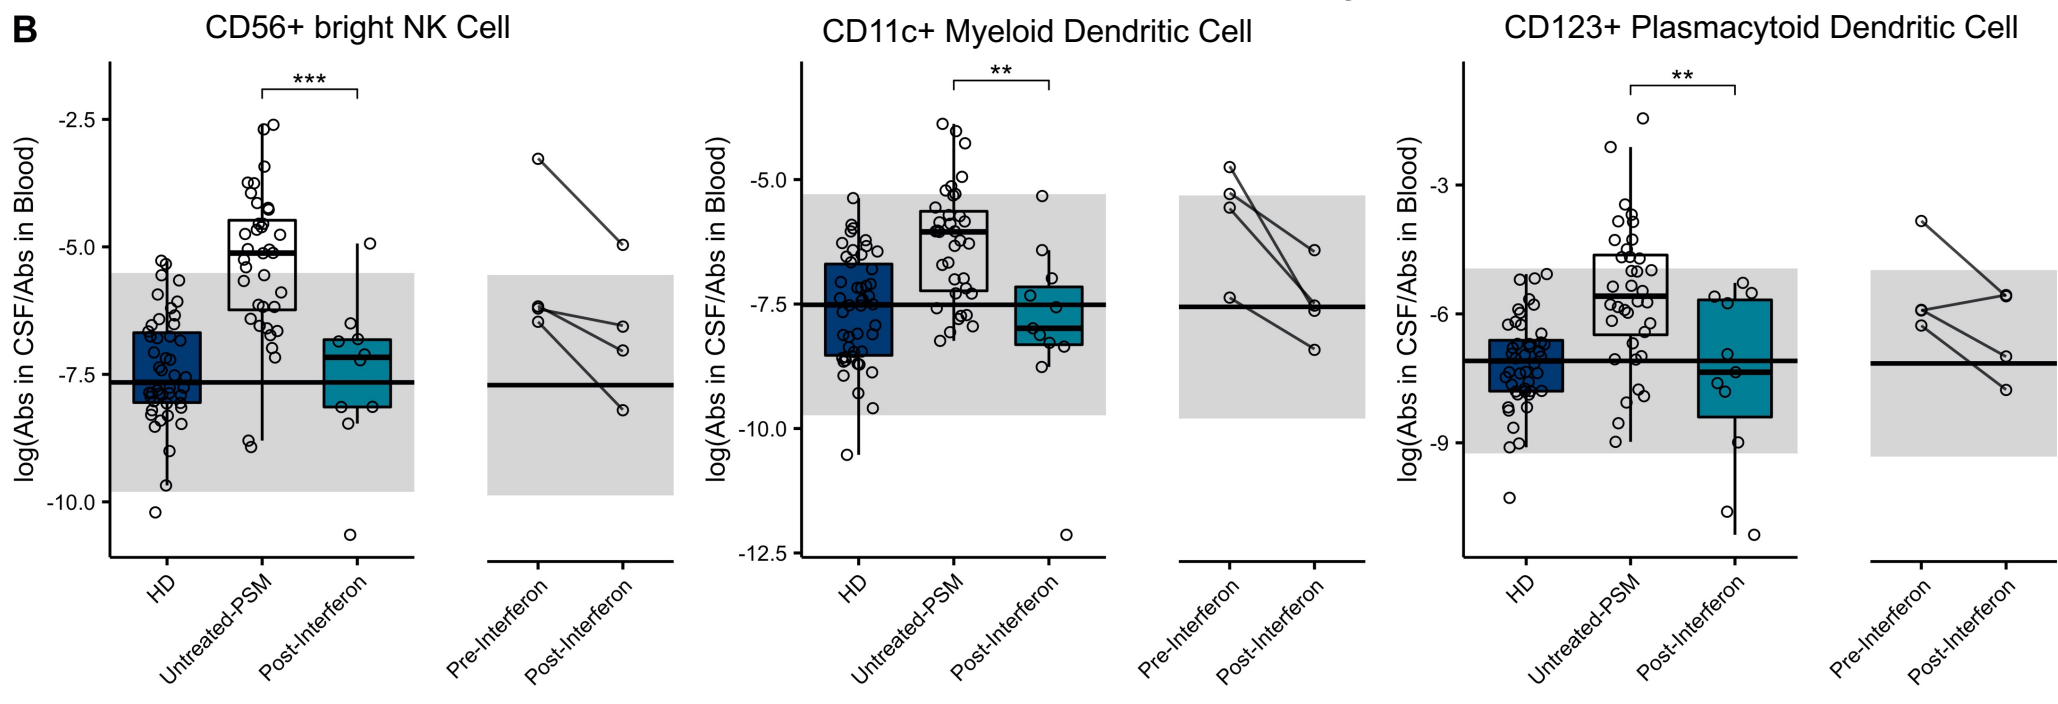 B
CD56+ bright NK Cell
CD11c+ Myeloid Dendritic Cell
CD123+ Plasmacytoid Dendritic Cell
log(Abs in CSF/Abs in Blood)
-2.5
-5.0
-7.5
-10.0
***
HD
Untreated-PSM
Post-Interferon
Pre-Interferon
Post-Interferon
log(Abs in CSF/Abs in Blood)
-5.0
-7.5
-10.0
-12.5
**
HD
Untreated-PSM
Post-Interferon
Pre-Interferon
Post-Interferon
log(Abs in CSF/Abs in Blood)
-3
-6
-9
**
HD
Untreated-PSM
Post-Interferon
Pre-Interferon
Post-Interferon